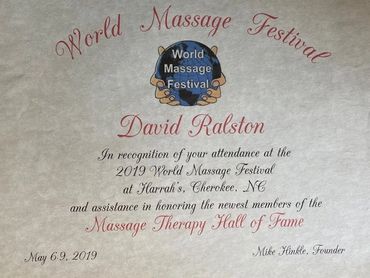 World Massage Festival
World
Massage
Festival
David Ralston
In recognition of your attendance at the
2019 World Massage Festival
at Harrah's, Cherokee, NC
and assistance in honoring the newest members of the
Massage Therapy Hall of Fame
May 6-9, 2019
Mike Hinkle, Founder